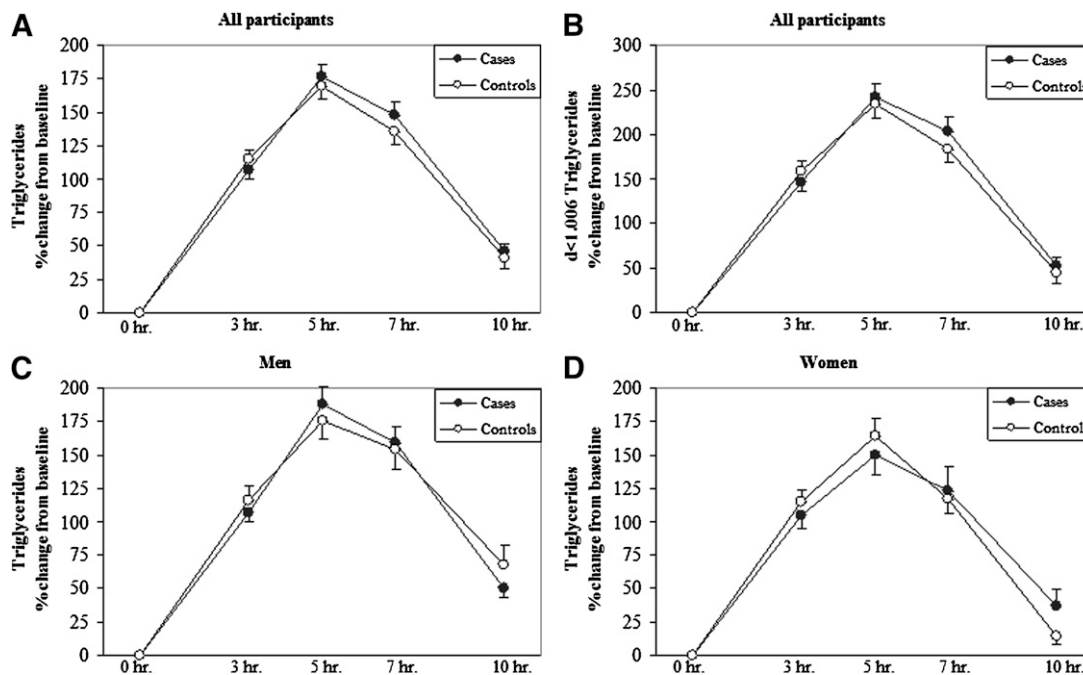 A
All participants
Triglycerides
% change from baseline
200
175
150
125
100
75
50
25
0
Cases
Controls
0 hr.
3 hr.
5 hr.
7 hr.
10 hr.
B
All participants
d<1.006 Triglycerides
% change from baseline
300
250
200
150
100
50
0
Cases
Controls
0 hr.
3 hr.
5 hr.
7 hr.
10 hr.
C
Men
Triglycerides
% change from baseline
200
175
150
125
100
75
50
25
0
Cases
Controls
0 hr.
3 hr.
5 hr.
7 hr.
10 hr.
D
Women
Triglycerides
% change from baseline
200
175
150
125
100
75
50
25
0
Cases
Controls
0 hr.
3 hr.
5 hr.
7 hr.
10 hr.